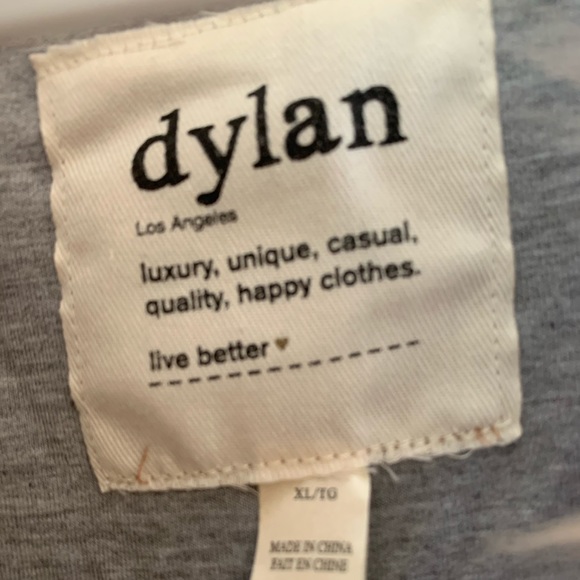 dylan
Los Angeles
luxury, unique, casual,
quality, happy clothes.
live better
XL/TG
MADE IN CHINA
FAIT EN CHINE